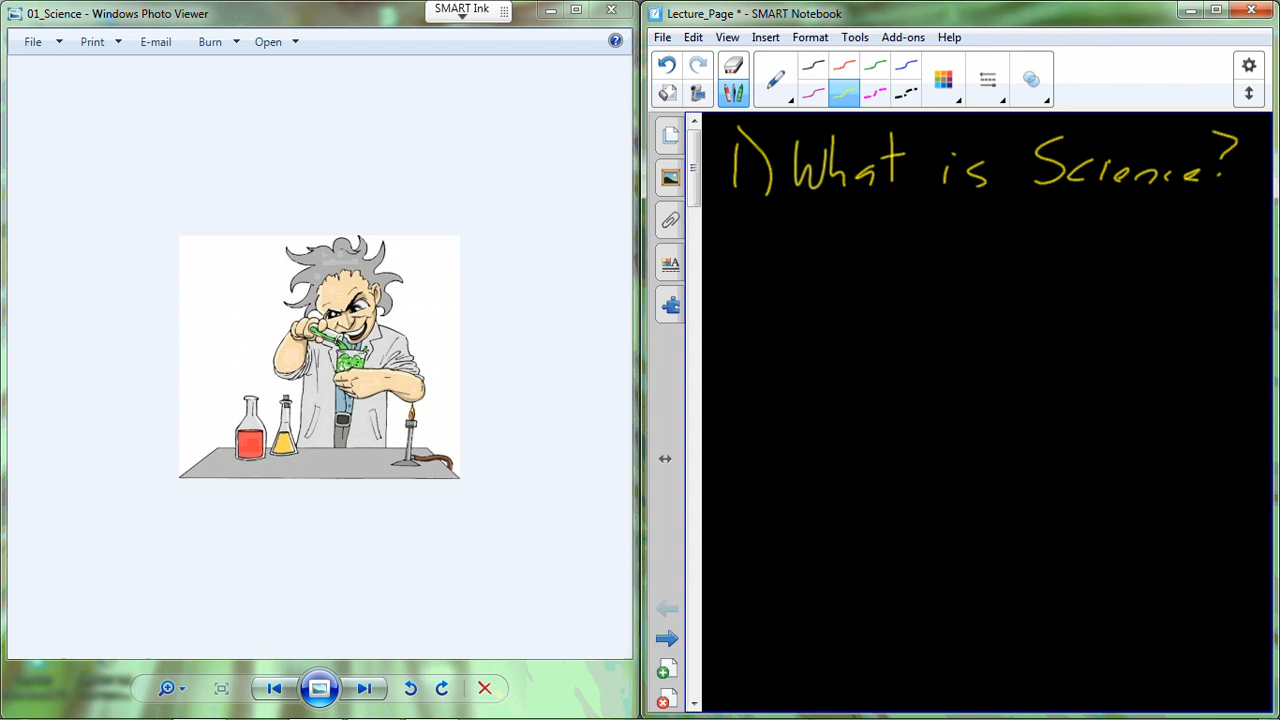 01_Science - Windows Photo Viewer
SMART Ink
File Print E-mail Burn Open
Lecture_Page * - SMART Notebook
File Edit View Insert Format Tools Add-ons Help
1) What is Science?